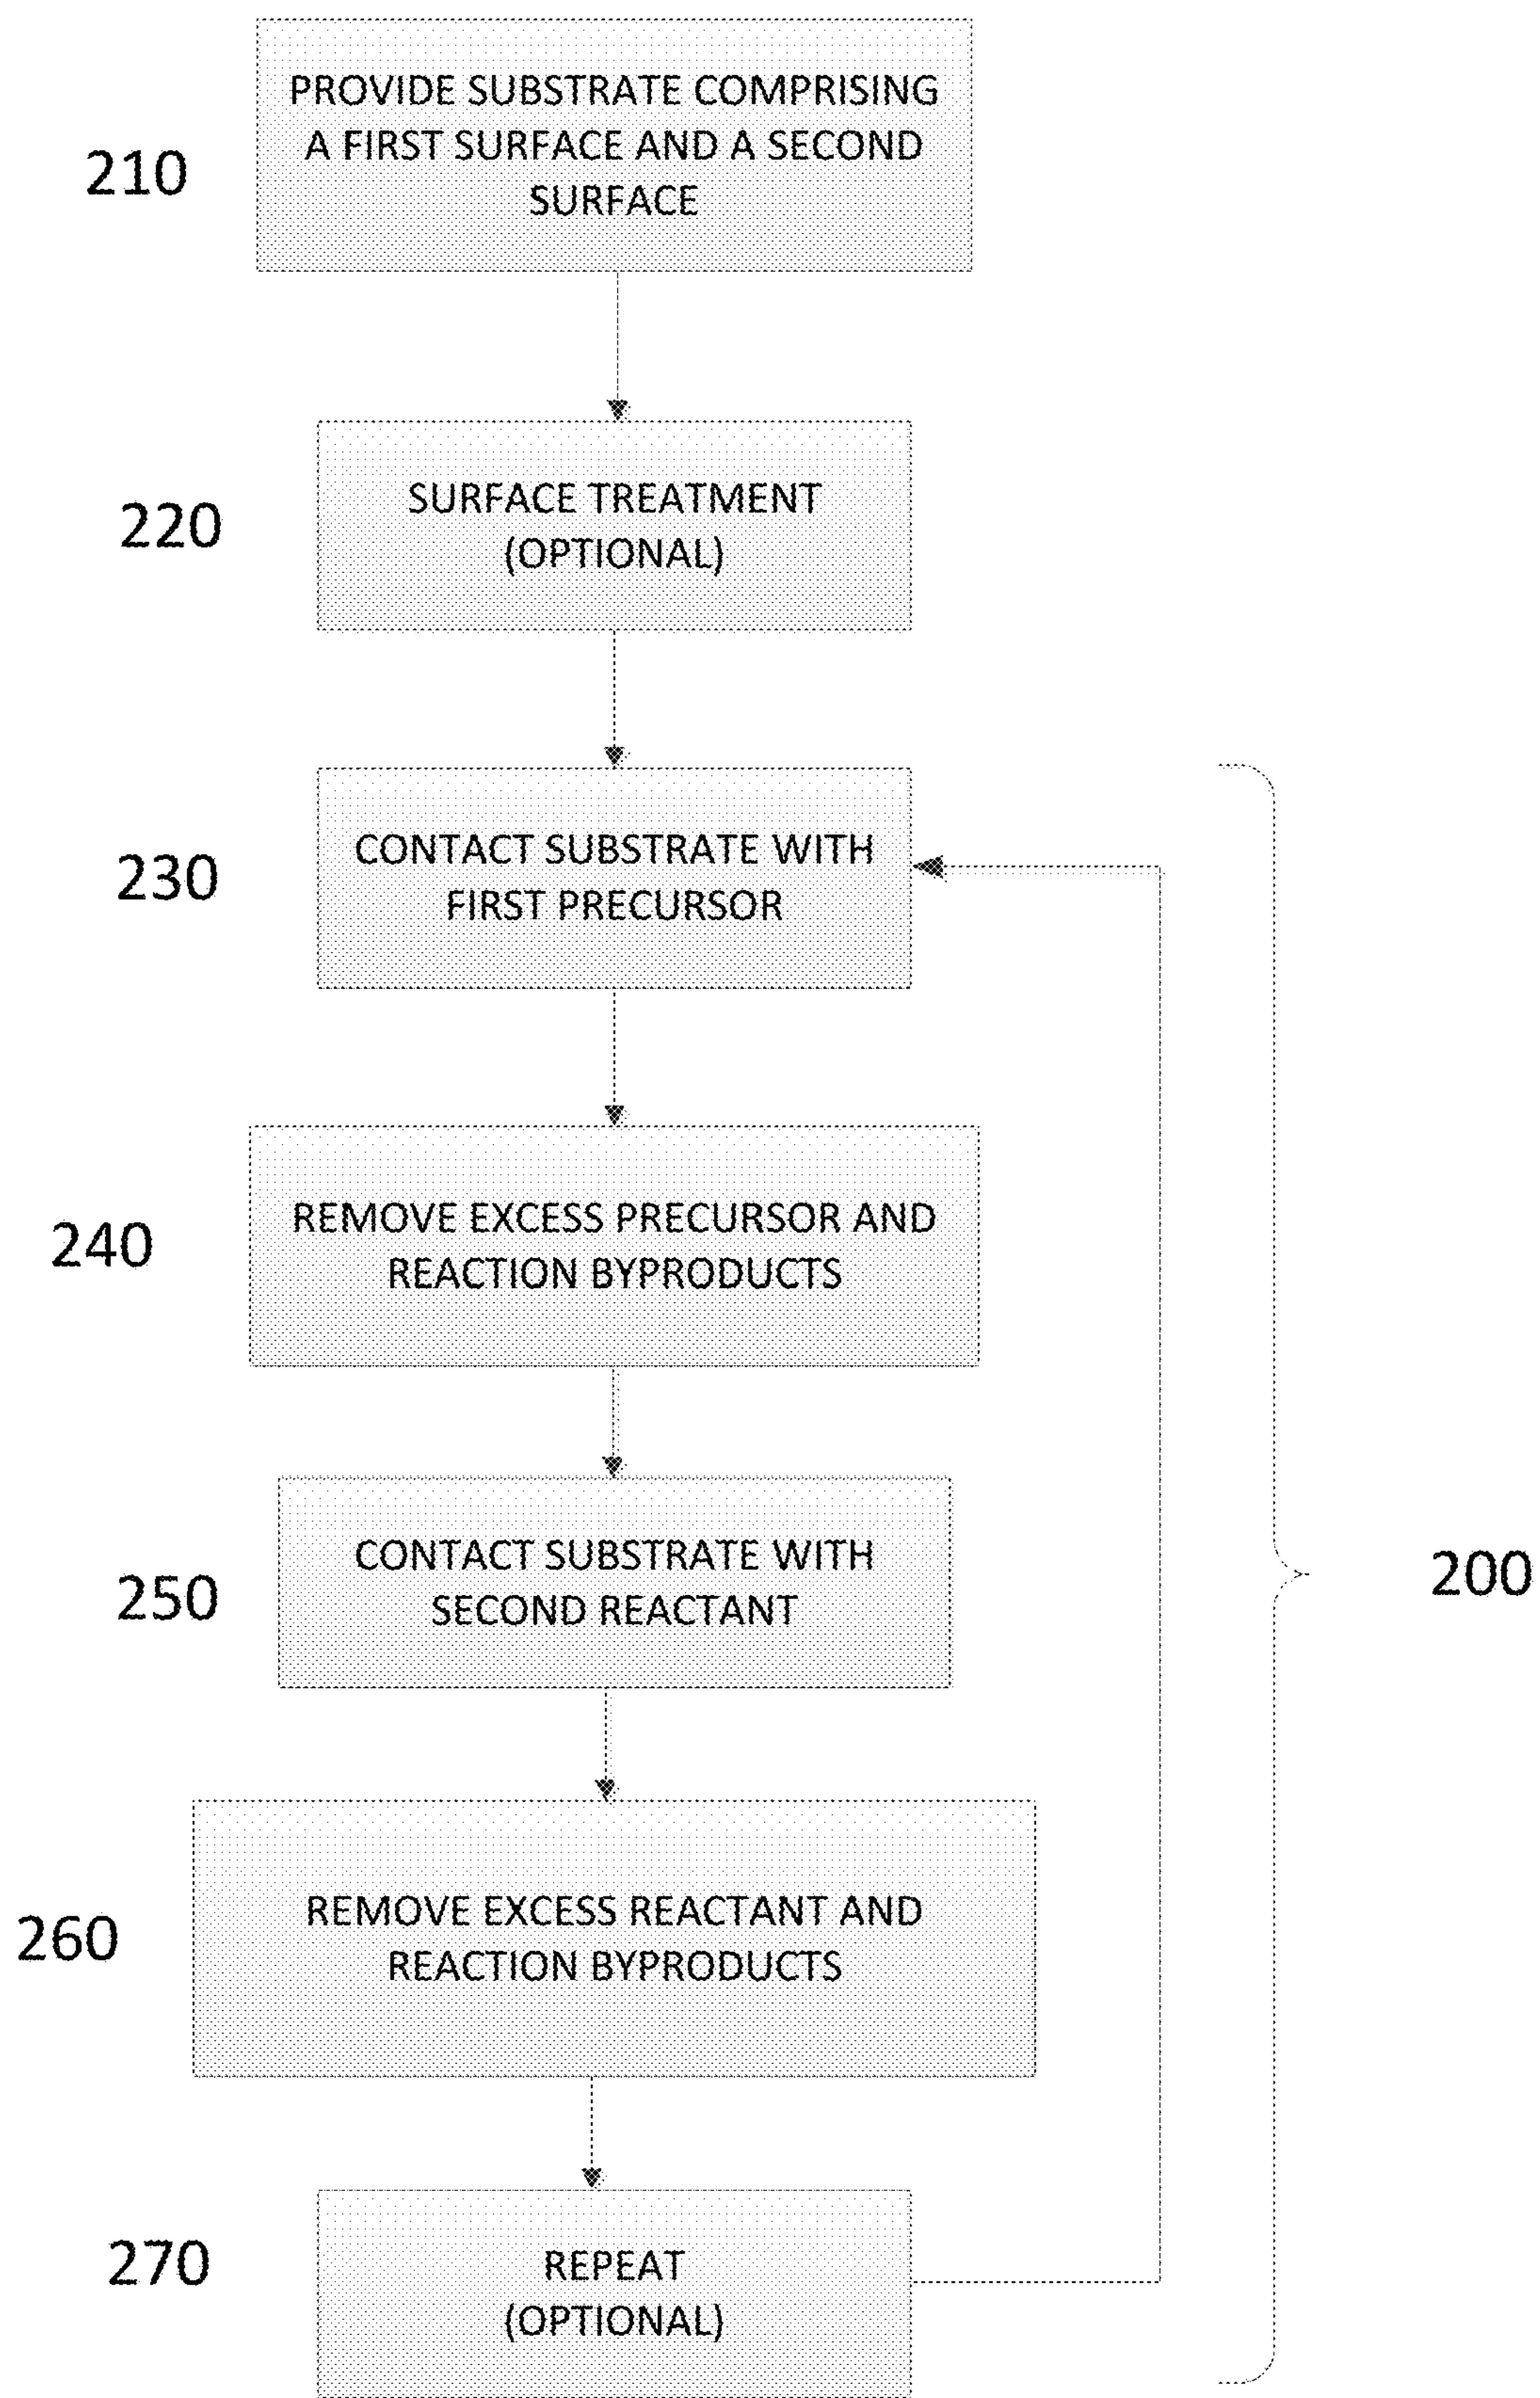 210
PROVIDE SUBSTRATE COMPRISING
A FIRST SURFACE AND A SECOND
SURFACE
220
SURFACE TREATMENT
(OPTIONAL)
230
CONTACT SUBSTRATE WITH
FIRST PRECURSOR
240
REMOVE EXCESS PRECURSOR AND
REACTION BYPRODUCTS
250
CONTACT SUBSTRATE WITH
SECOND REACTANT
200
260
REMOVE EXCESS REACTANT AND
REACTION BYPRODUCTS
270
REPEAT
(OPTIONAL)